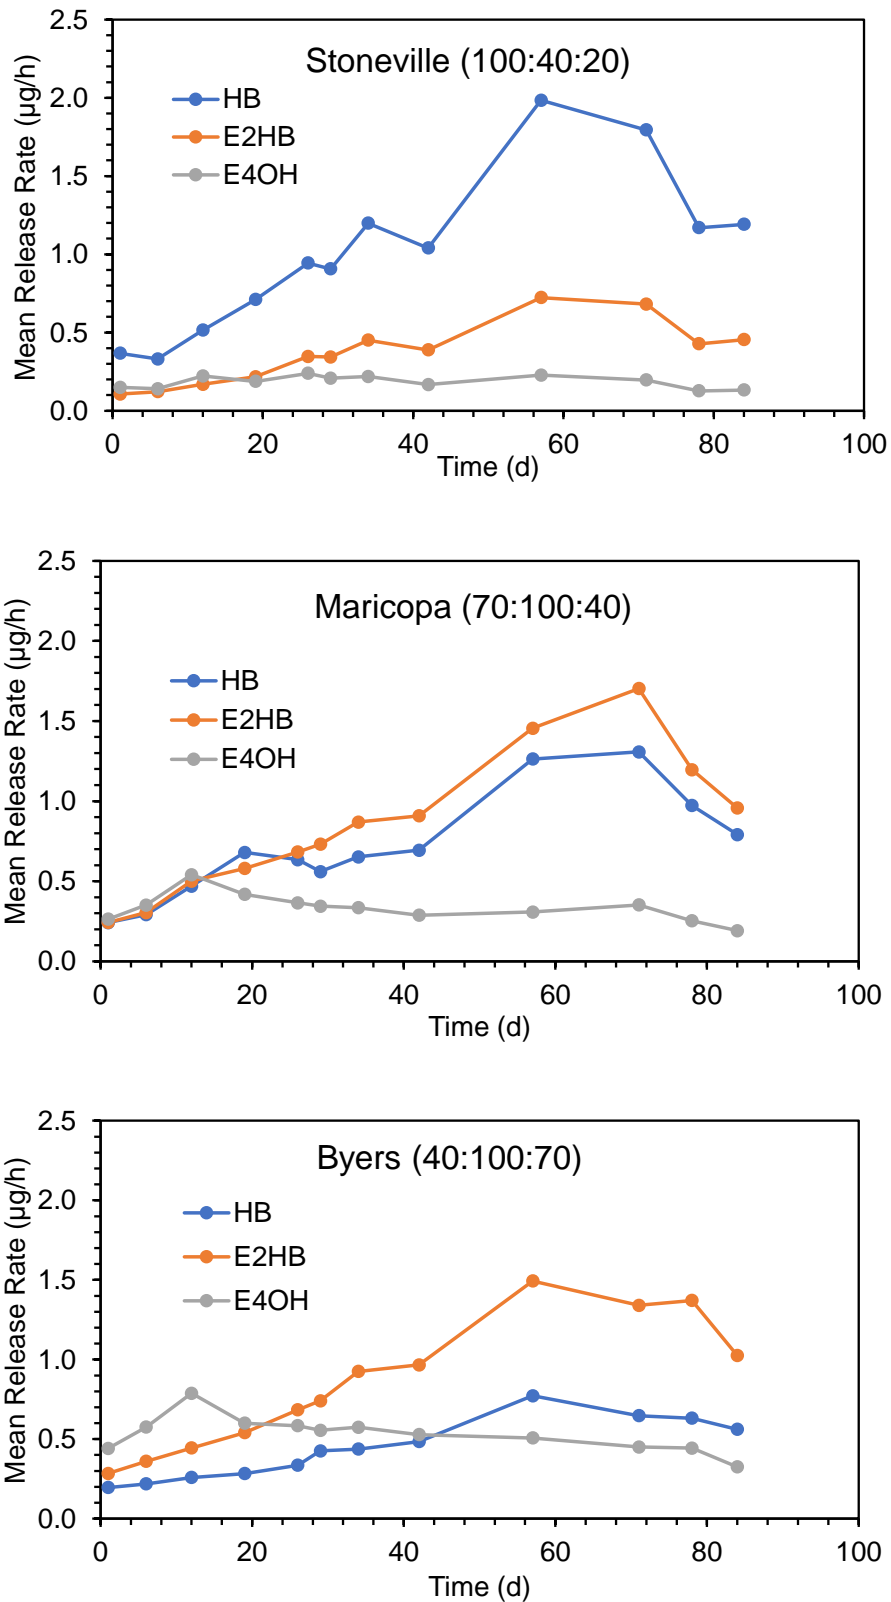 Stoneville (100:40:20)
Mean Release Rate (µg/h)
2.5
2.0
1.5
1.0
0.5
0.0
HB
E2HB
E4OH
0 20 40 60 80 100
Time (d)
Maricopa (70:100:40)
Mean Release Rate (µg/h)
2.5
2.0
1.5
1.0
0.5
0.0
HB
E2HB
E4OH
0 20 40 60 80 100
Time (d)
Byers (40:100:70)
Mean Release Rate (µg/h)
2.5
2.0
1.5
1.0
0.5
0.0
HB
E2HB
E4OH
0 20 40 60 80 100
Time (d)